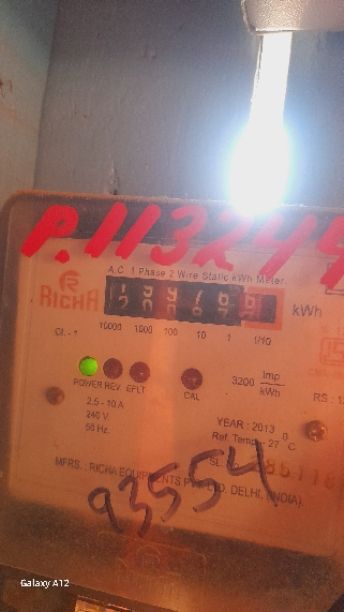 P.113244
A.C. 1 Phase 2 Wire Static kWh Meter.
RICHA
kWh
Cl.-1 10000 1000 100 10 1 1/10
POWER REV. EFLT CAL
3200 Imp/kWh
2.5 - 10 A
240 V
50 Hz.
YEARː 2013
Ref. Temp.- 27 °C
MFRS. : RICHA EQUIPMENTS PVT. LTD. DELHI. (INDIA)
93554
Galaxy A12